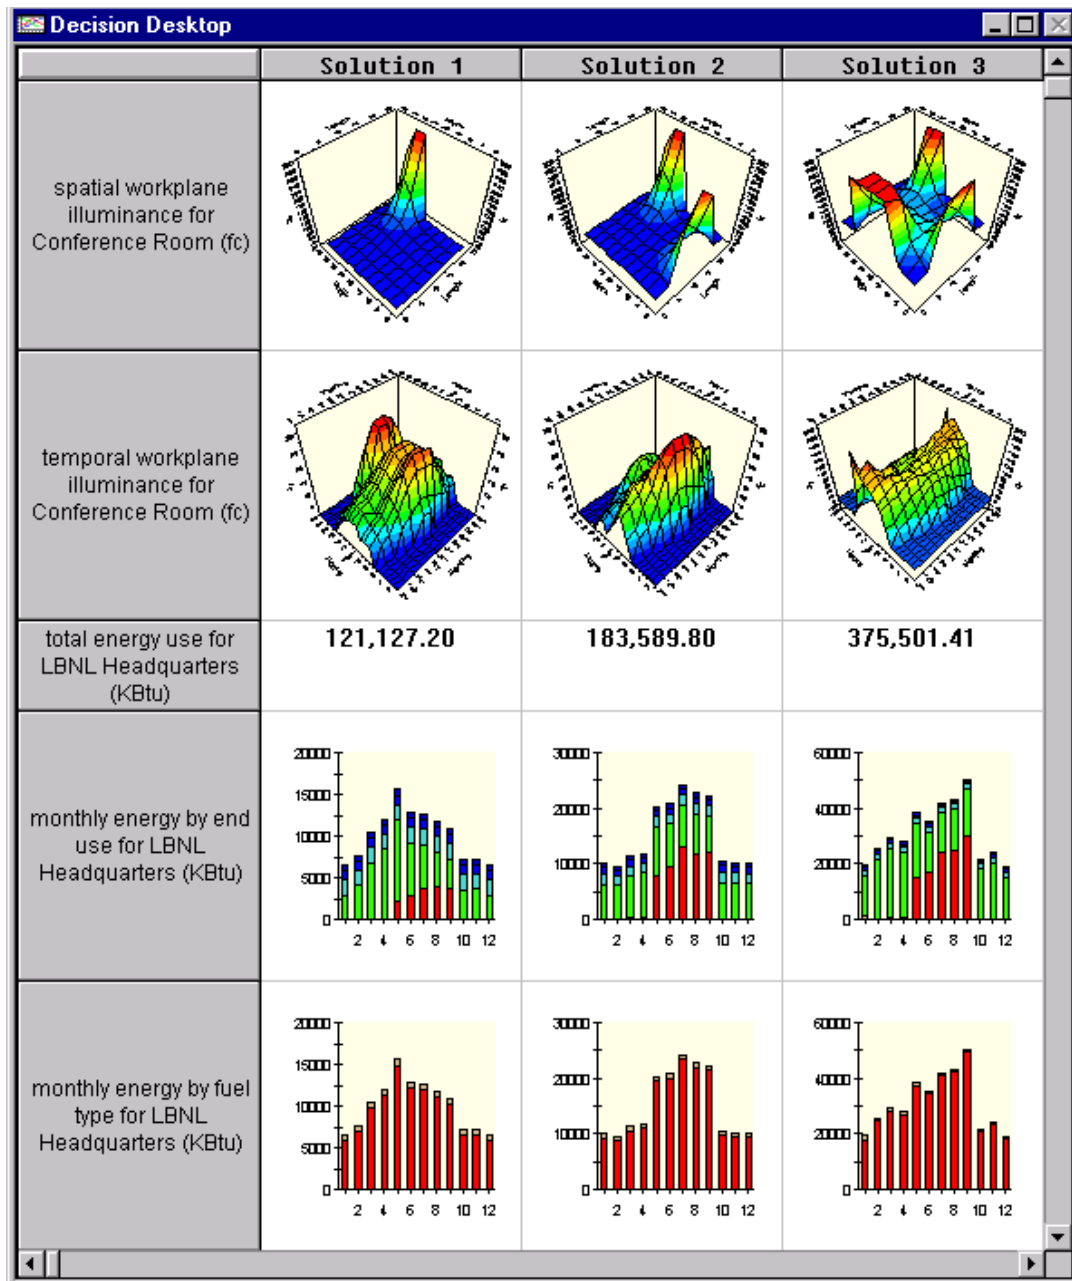 Decision Desktop
Solution 1 Solution 2 Solution 3
spatial workplane
illuminance for
Conference Room (fc)
temporal workplane
illuminance for
Conference Room (fc)
total energy use for
LBNL Headquarters
(KBtu)
121,127.20 183,589.80 375,501.41
monthly energy by end
use for LBNL
Headquarters (KBtu)
20000
15000
10000
5000
0
2 4 6 8 10 12
30000
20000
10000
0
2 4 6 8 10 12
60000
40000
20000
0
2 4 6 8 10 12
monthly energy by fuel
type for LBNL
Headquarters (KBtu)
20000
15000
10000
5000
0
2 4 6 8 10 12
30000
20000
10000
0
2 4 6 8 10 12
60000
40000
20000
0
2 4 6 8 10 12